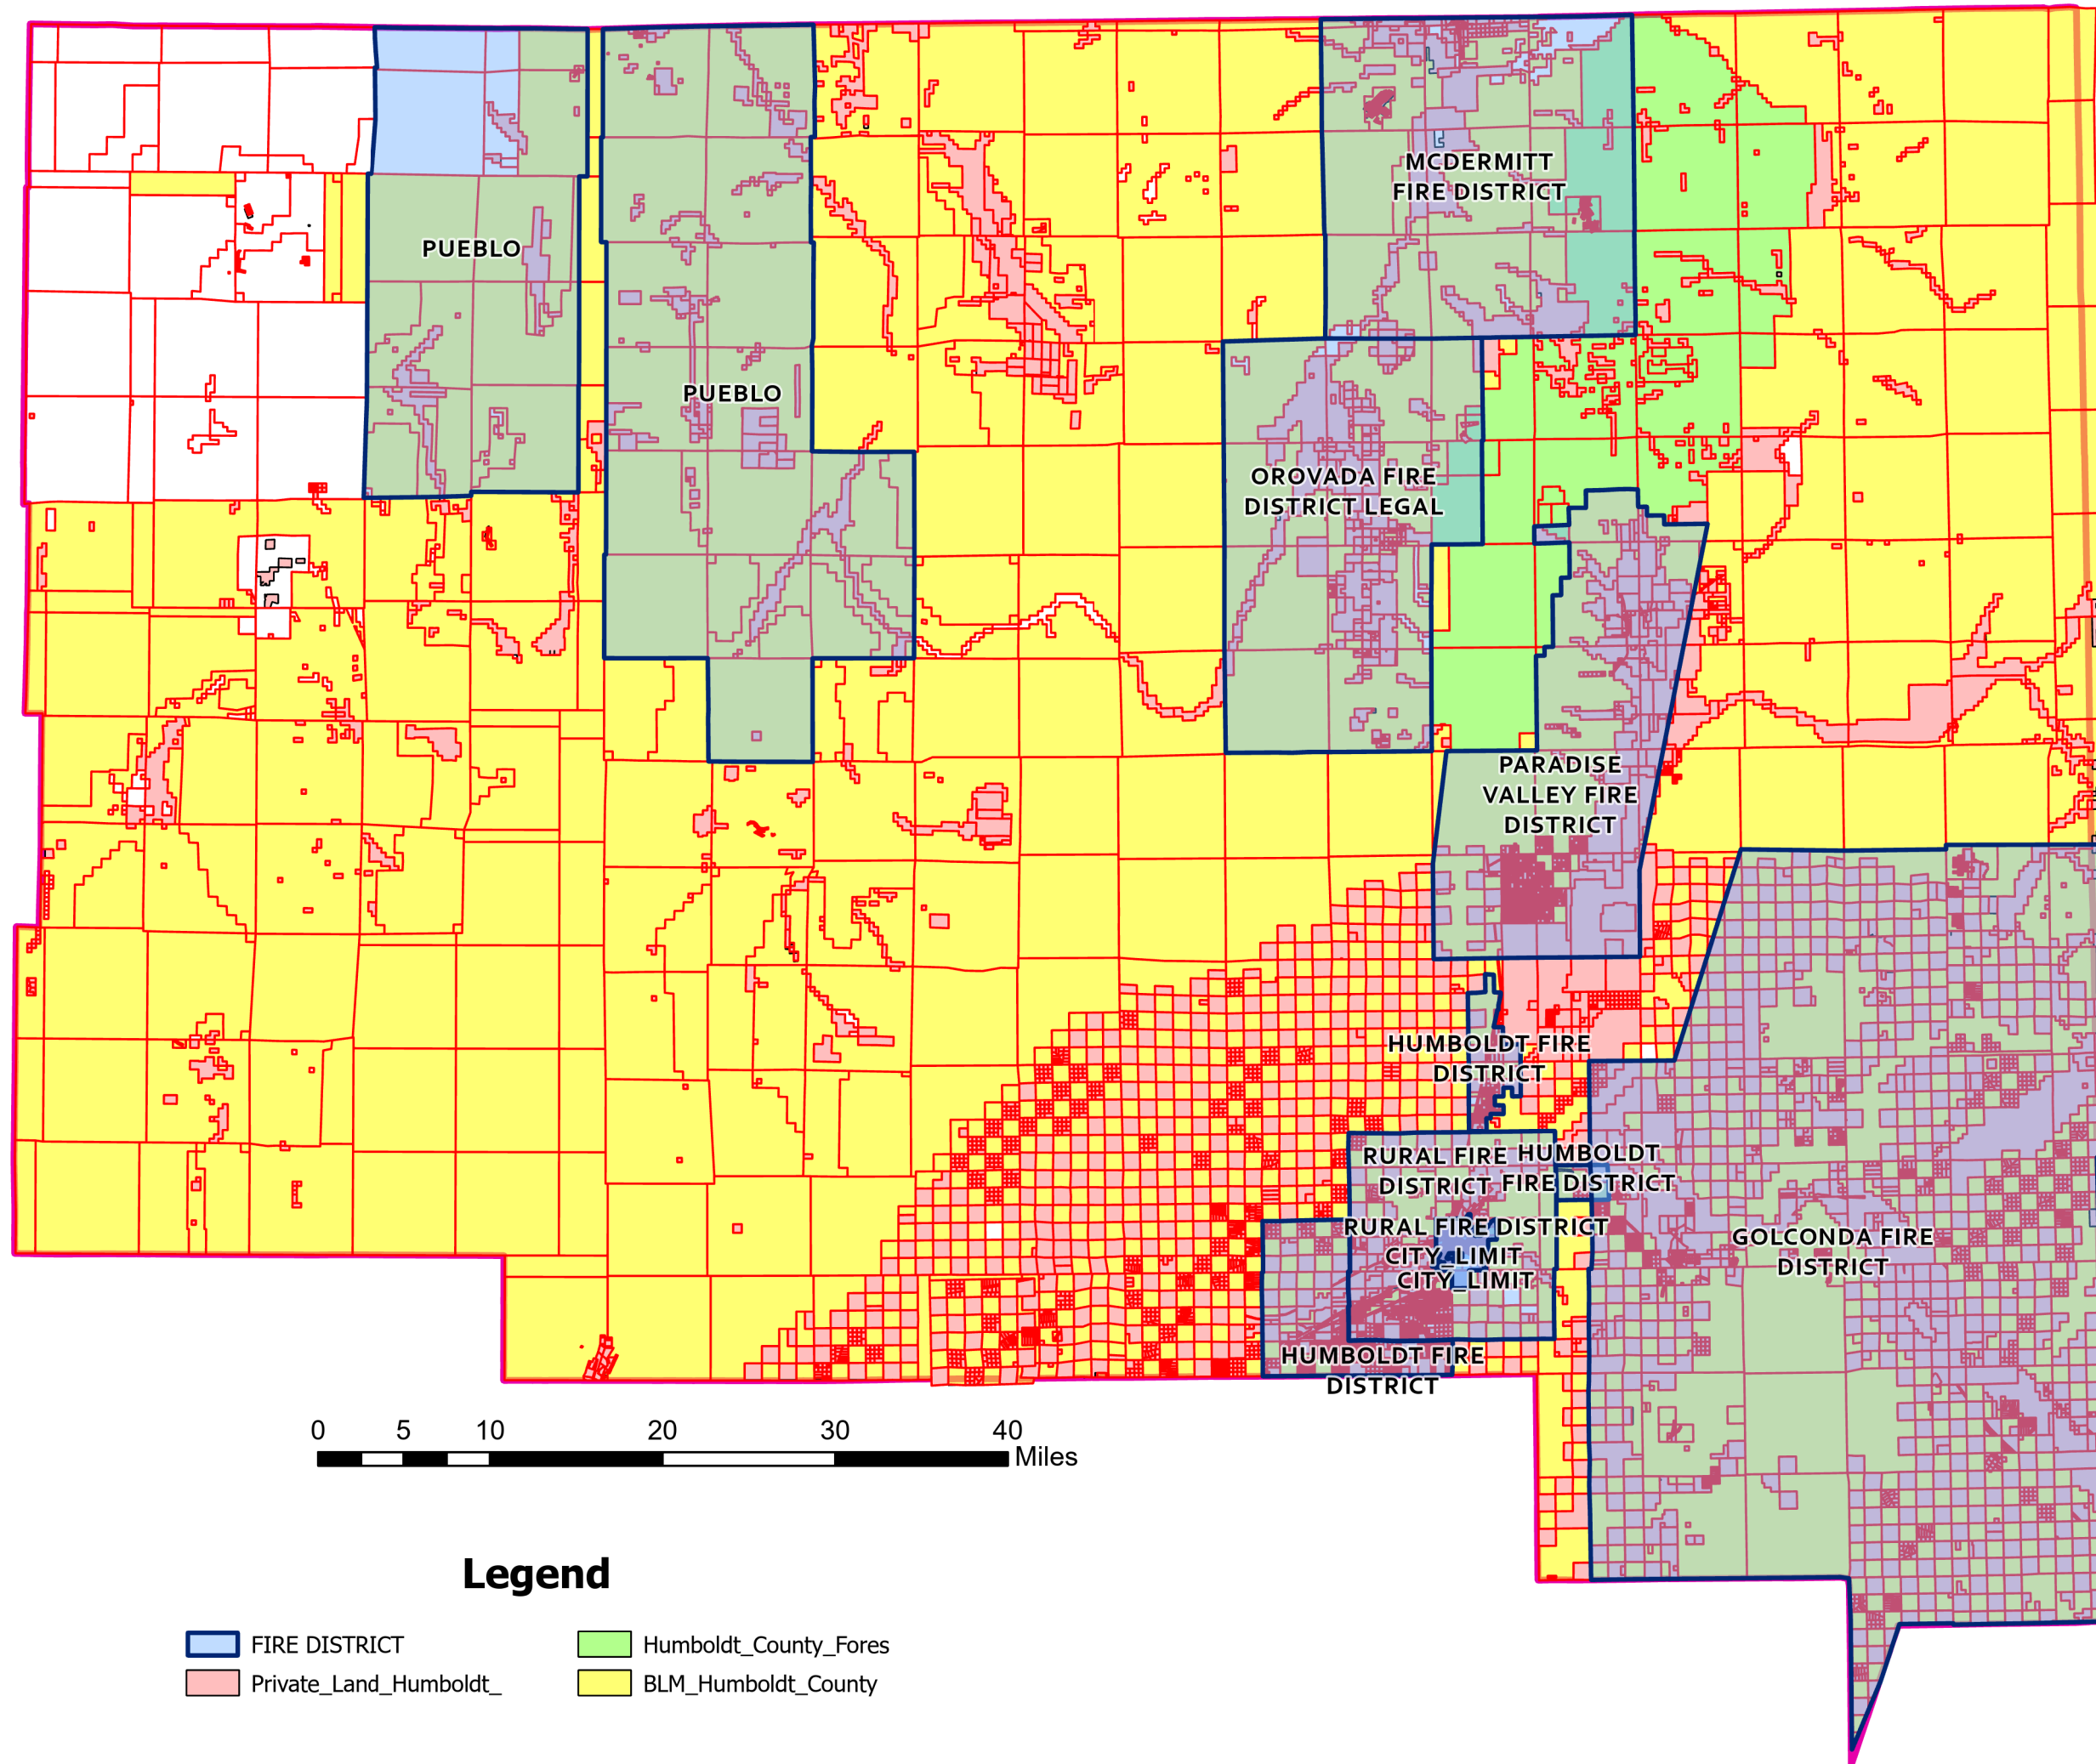 MCDERMITT
FIRE DISTRICT
PUEBLO
PUEBLO
OROVADA FIRE
DISTRICT LEGAL
PARADISE
VALLEY FIRE
DISTRICT
HUMBOLDT FIRE
DISTRICT
RURAL FIRE
DISTRICT
HUMBOLDT
FIRE DISTRICT
RURAL FIRE DISTRICT
CITY_LIMIT
CITY_LIMIT
GOLCONDA FIRE
DISTRICT
HUMBOLDT FIRE
DISTRICT
0 5 10 20 30 40
Miles
Legend
FIRE DISTRICT
Humboldt_County_Fores
Private_Land_Humboldt_
BLM_Humboldt_County